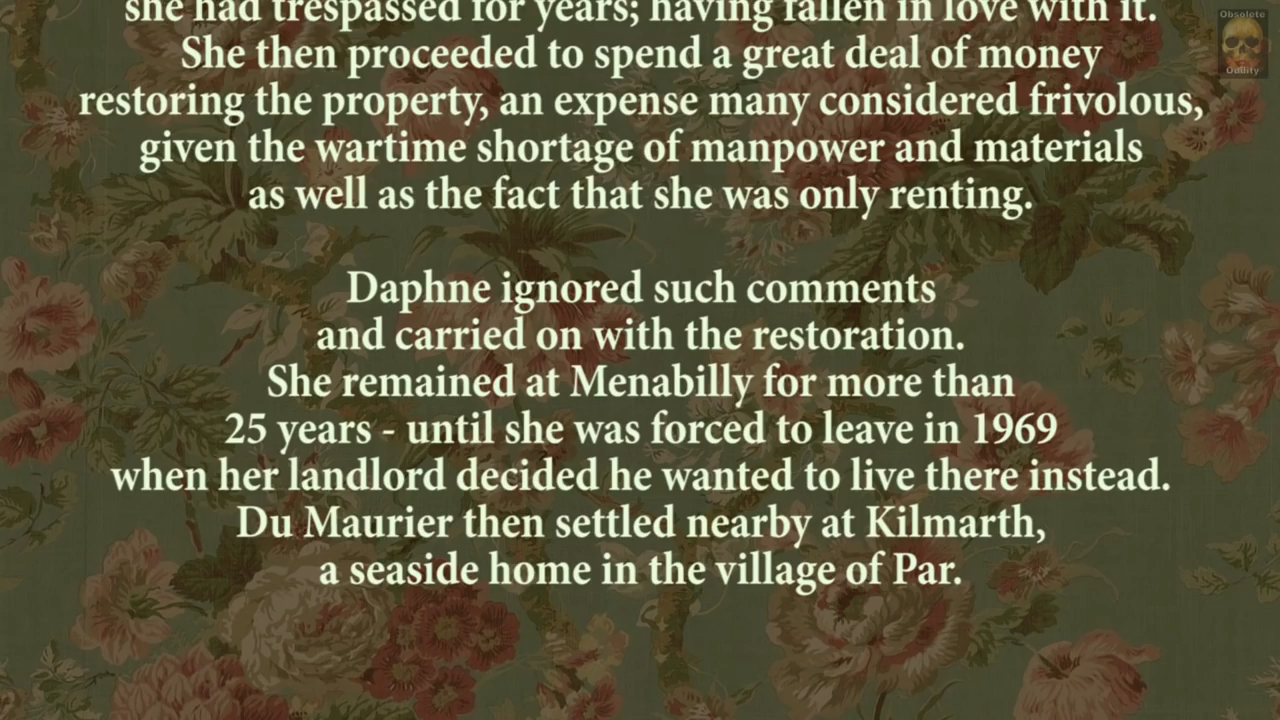 she had trespassed for years; having fallen in love with it.
She then proceeded to spend a great deal of money
restoring the property, an expense many considered frivolous,
given the wartime shortage of manpower and materials
as well as the fact that she was only renting.
Daphne ignored such comments
and carried on with the restoration.
She remained at Menabilly for more than
25 years - until she was forced to leave in 1969
when her landlord decided he wanted to live there instead.
Du Maurier then settled nearby at Kilmarth,
a seaside home in the village of Par.
Obsolete
Oddity